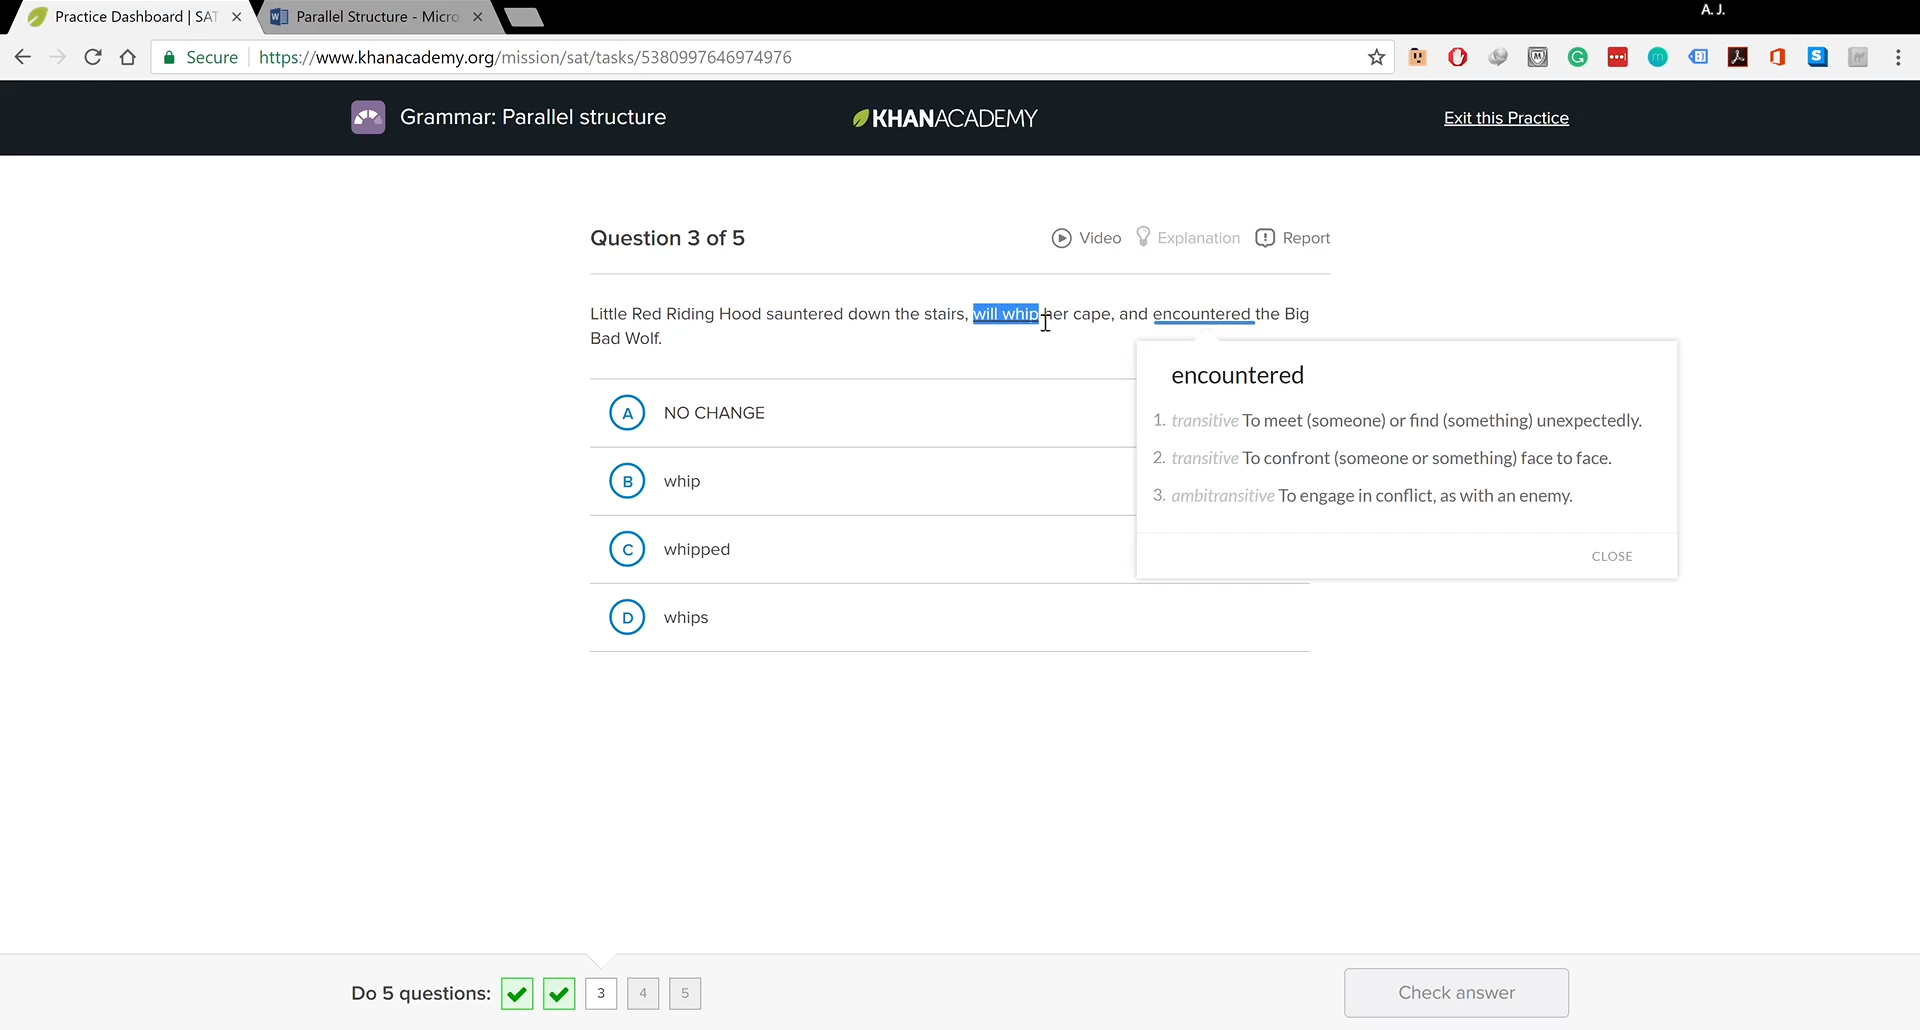 Practice Dashboard | SAT
Parallel Structure - Micro
A. J.
Secure
https://www.khanacademy.org/mission/sat/tasks/5380997646974976
Grammar: Parallel structure
KHANACADEMY
Exit this Practice
Question 3 of 5
Video
Explanation
Report
Little Red Riding Hood sauntered down the stairs, will whip her cape, and encountered the Big
Bad Wolf.
encountered
1. transitive To meet (someone) or find (something) unexpectedly.
2. transitive To confront (someone or something) face to face.
3. ambitransitive To engage in conflict, as with an enemy.
CLOSE
A NO CHANGE
B whip
C whipped
D whips
Do 5 questions:
3
4
5
Check answer